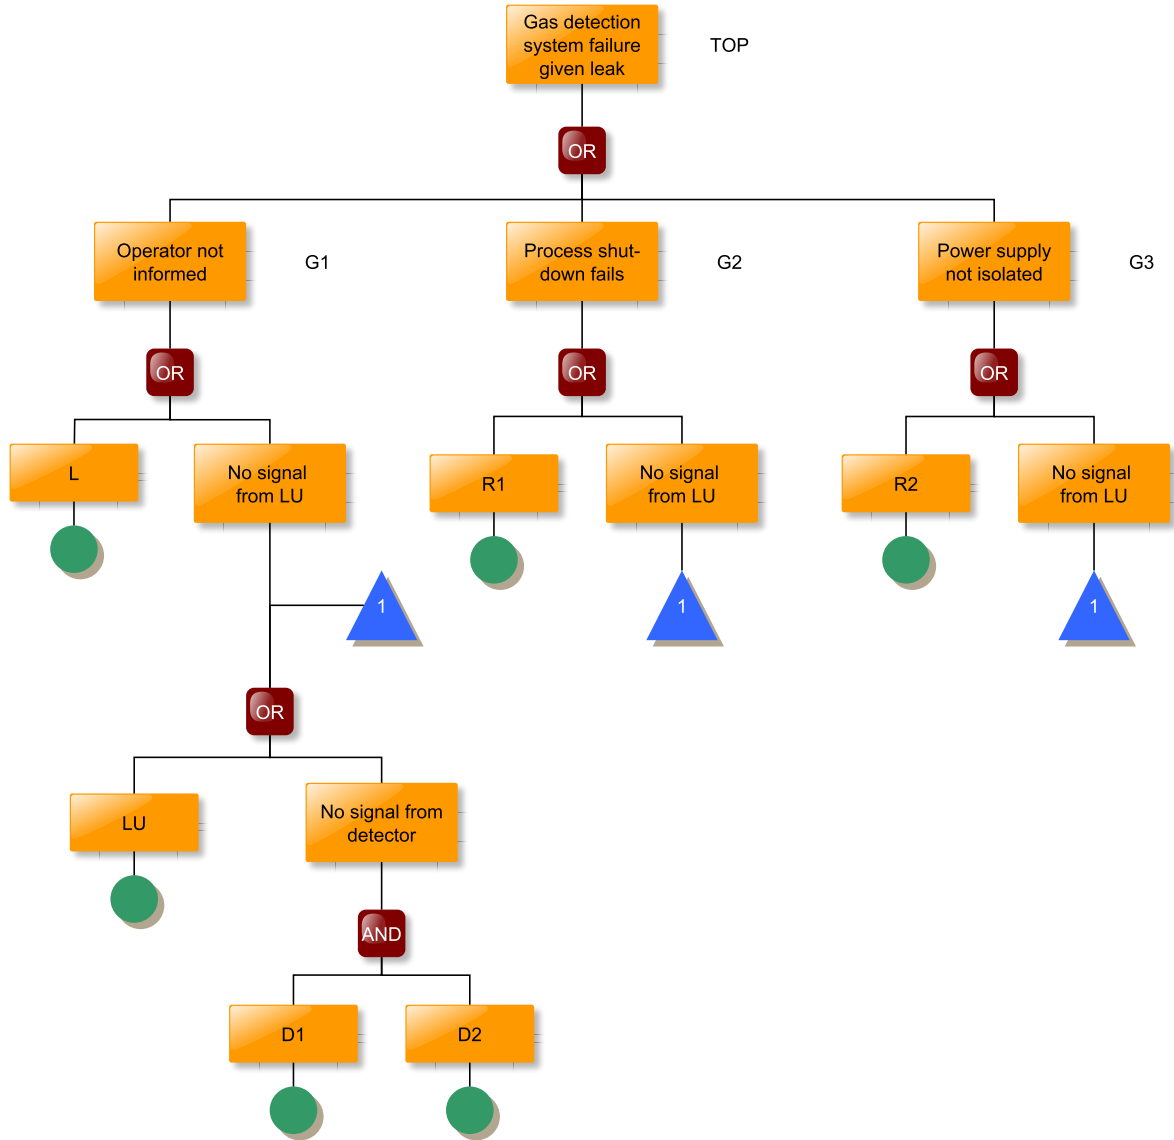 Gas detection
system failure
given leak
TOP
OR
Operator not
informed
G1
Process shut-
down fails
G2
Power supply
not isolated
G3
OR
OR
OR
L
No signal
from LU
R1
No signal
from LU
R2
No signal
from LU
1
1
1
OR
LU
No signal from
detector
AND
D1
D2